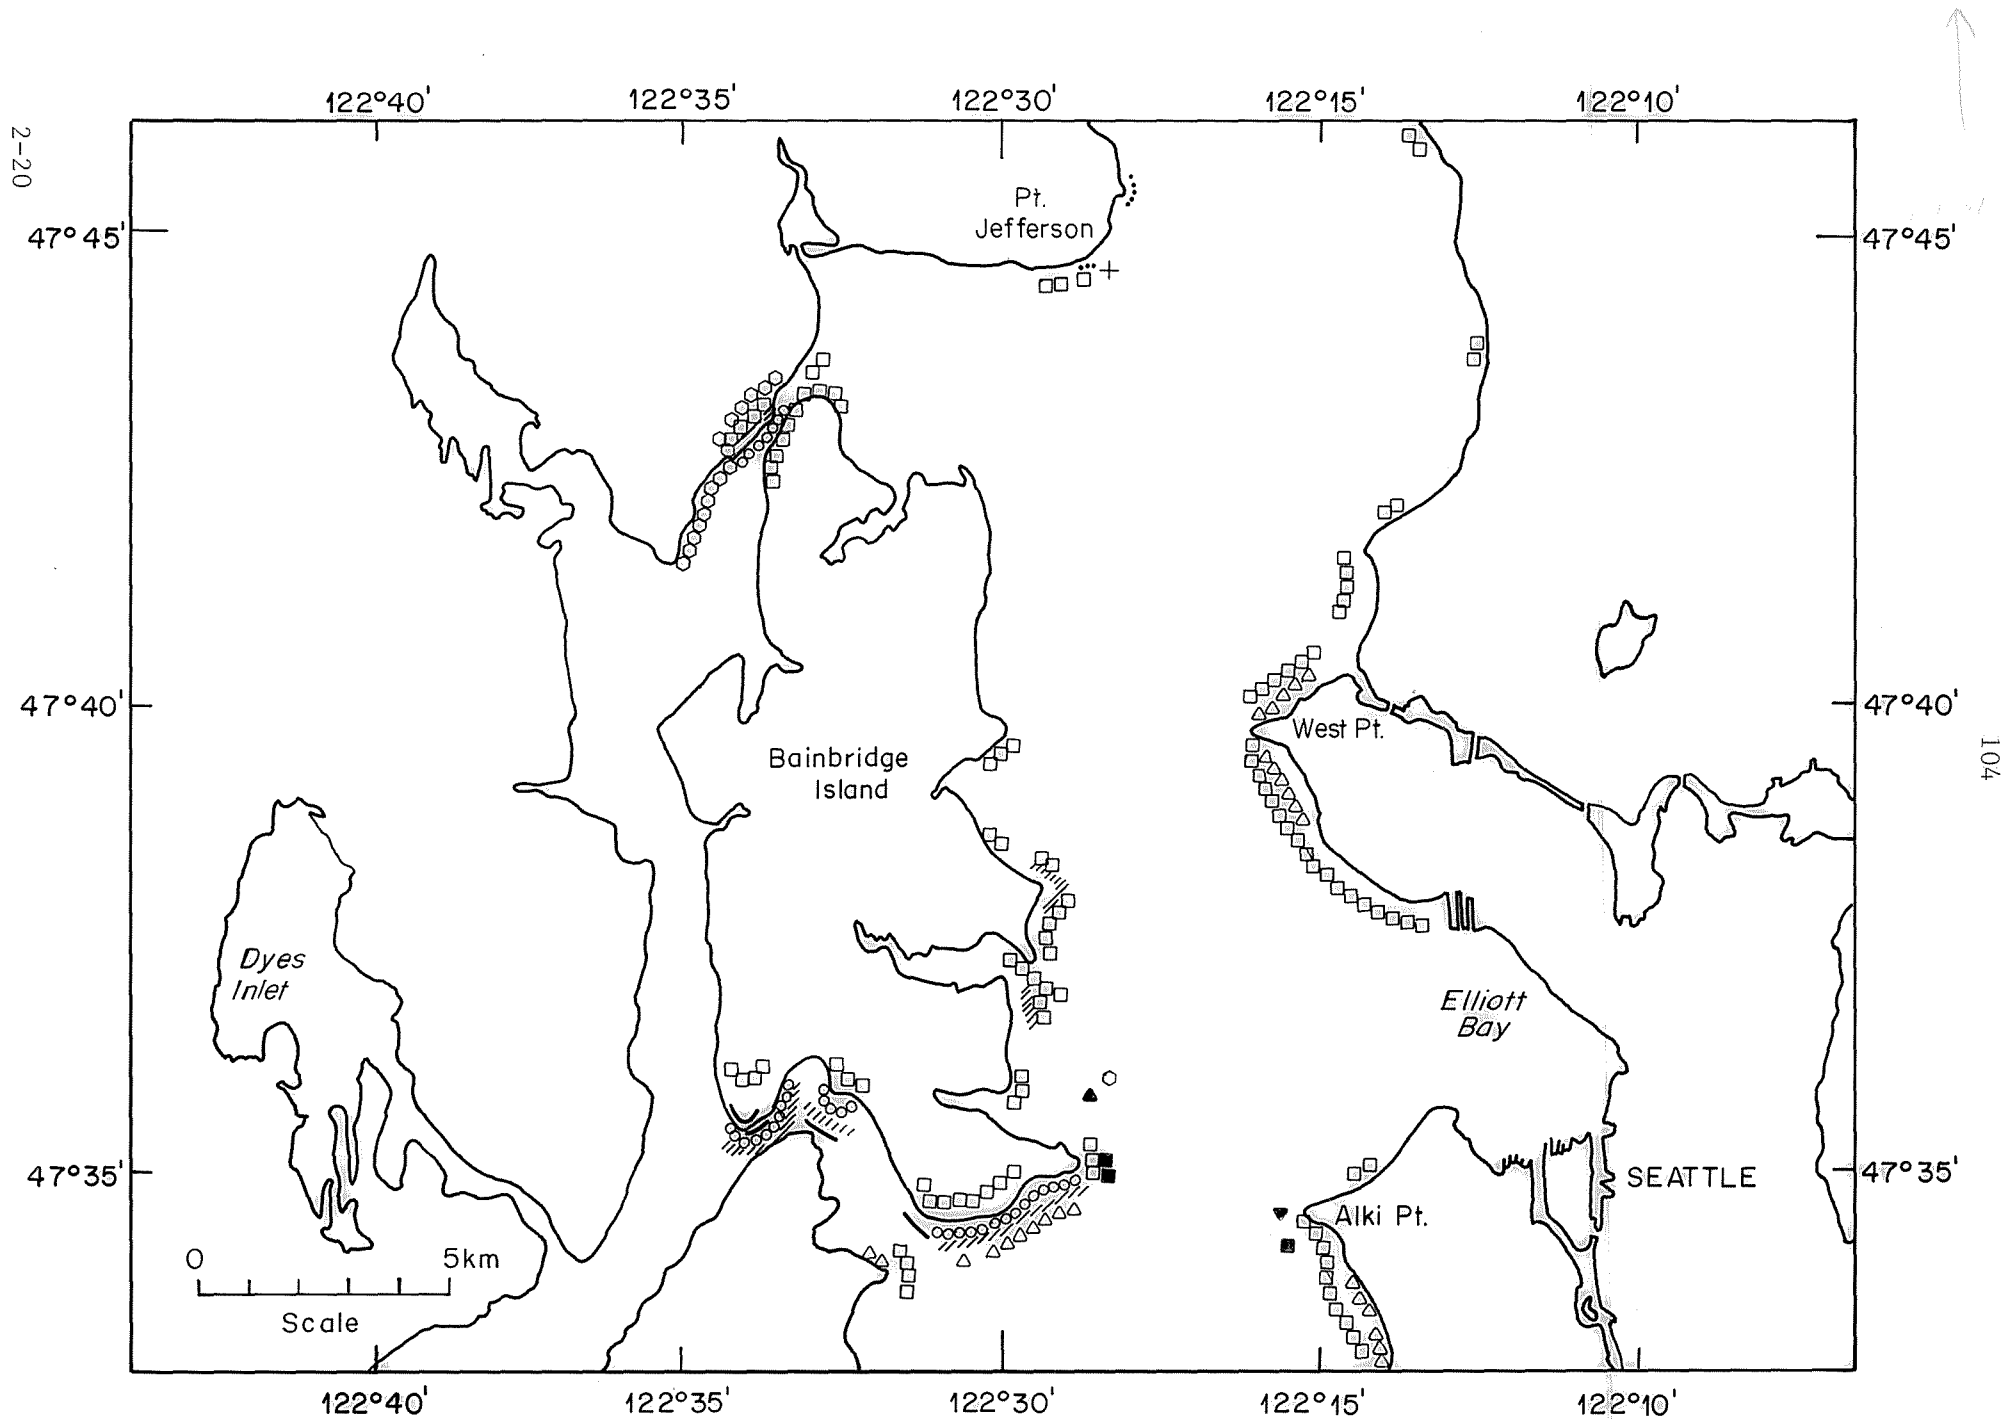 122°40' 122°35' 122°30' 122°15' 122°10'
2-20
Pt.
Jefferson
47°45' 47°45'
47°40' 47°40'
West Pt.
104
Bainbridge
Island
Dyes
Inlet
Elliott
Bay
47°35' 47°35'
SEATTLE
Alki Pt.
0 5km
Scale
122°40' 122°35' 122°30' 122°15' 122°10'